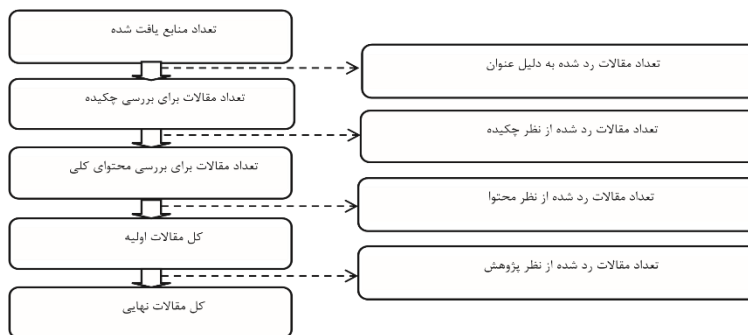 تعداد منابع یافت شده
تعداد مقالات رد شده به دلیل عنوان
تعداد مقالات برای بررسی چکیده
تعداد مقالات رد شده از نظر چکیده
تعداد مقالات برای بررسی محتوای کلی
تعداد مقالات رد شده از نظر محتوا
کل مقالات اولیه
تعداد مقالات رد شده از نظر پژوهش
کل مقالات نهایی